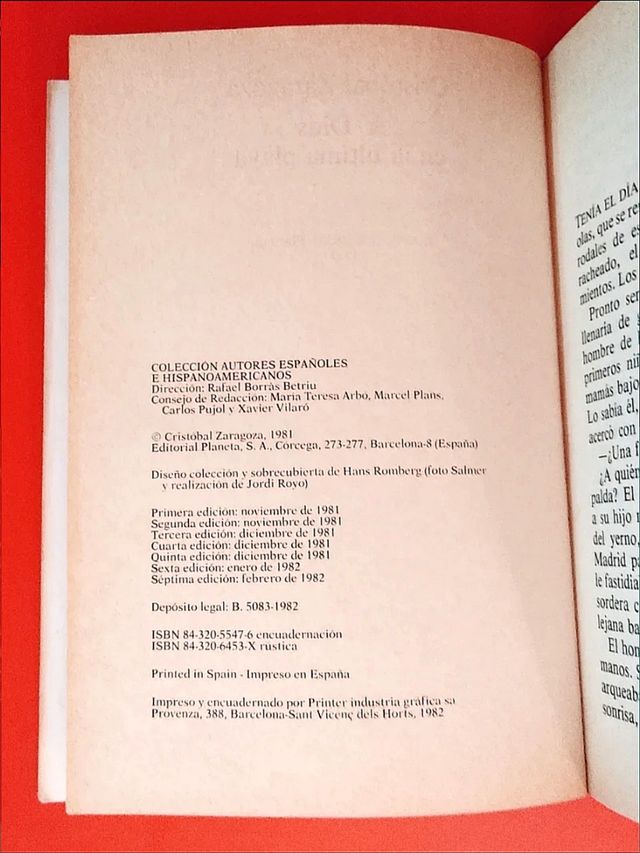 COLECCIÓN AUTORES ESPAÑOLES
E HISPANOAMERICANOS
Dirección: Rafael Borràs Betriu
Consejo de Redacción: María Teresa Arbó, Marcel Plans,
Carlos Pujol y Xavier Vilaró
© Cristóbal Zaragoza, 1981
Editorial Planeta, S. A., Córcega, 273-277, Barcelona-8 (España)
Diseño colección y sobrecubierta de Hans Romberg (foto Salmer
y realización de Jordi Royo)
Primera edición: noviembre de 1981
Segunda edición: noviembre de 1981
Tercera edición: diciembre de 1981
Cuarta edición: diciembre de 1981
Quinta edición: diciembre de 1981
Sexta edición: enero de 1982
Séptima edición: febrero de 1982
Depósito legal: B. 5083-1982
ISBN 84-320-5547-6 encuadernación
ISBN 84-320-6453-X rústica
Printed in Spain - Impreso en España
Impreso y encuadernado por Printer industria gráfica sa
Provenza, 388, Barcelona-Sant Vicenç dels Horts, 1982
TENÍA EL DÍA
olas, que se re
rodales de es
racheado, el
mientos. Los
Pronto ser
llenaria de
hombre de
primeros niñ
mamás bajo
Lo sabía él,
acercó con
—¿Una f
¿A quién
palda? El
a su hijo
del yerno,
Madrid pa
le fastidia
sordera c
lejana ba
El hom
manos. S
arqueab
sonrisa,